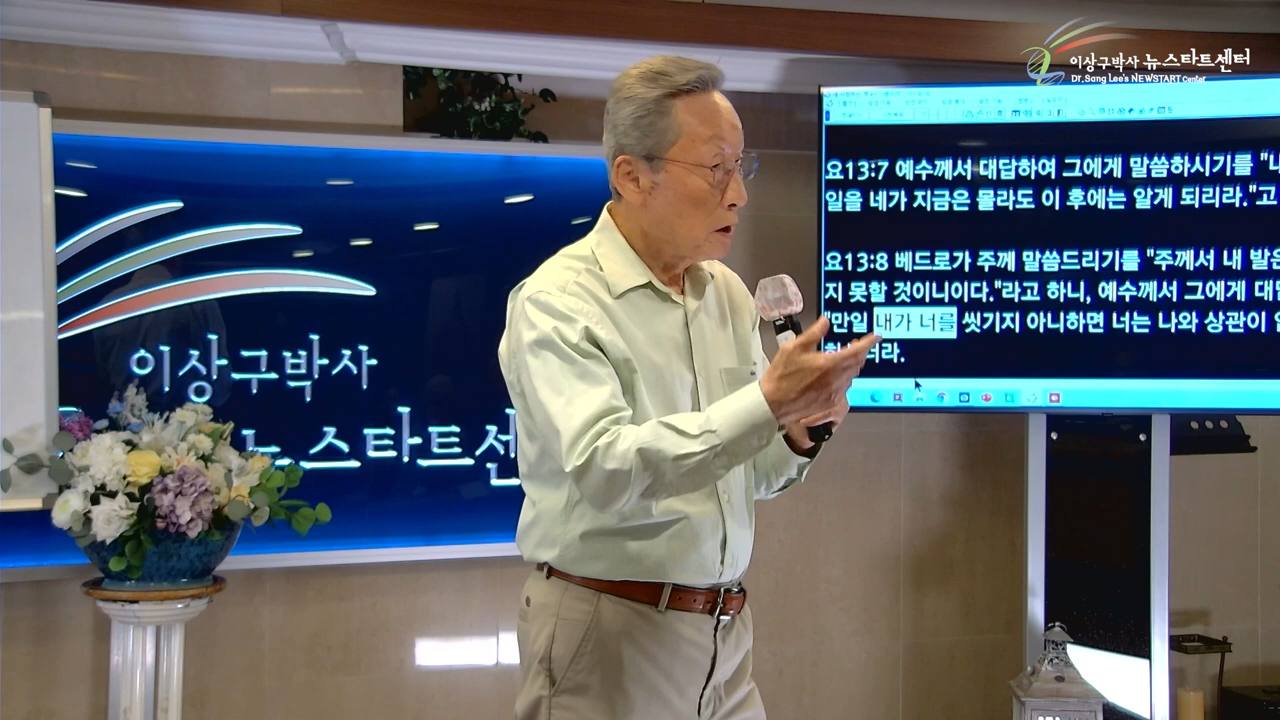 이상구박사 뉴스타트센터
Dr. Sang Lee's NEWSTART Center
요13:7 예수께서 대답하여 그에게 말씀하시기를 "내
일을 네가 지금은 몰라도 이 후에는 알게 되리라."고
요13:8 베드로가 주께 말씀드리기를 "주께서 내 발은
지 못할 것이니이다."라고 하니, 예수께서 그에게 대답
"만일 내가 너를 씻기지 아니하면 너는 나와 상관이
더라.
이상구박사
뉴스타트센